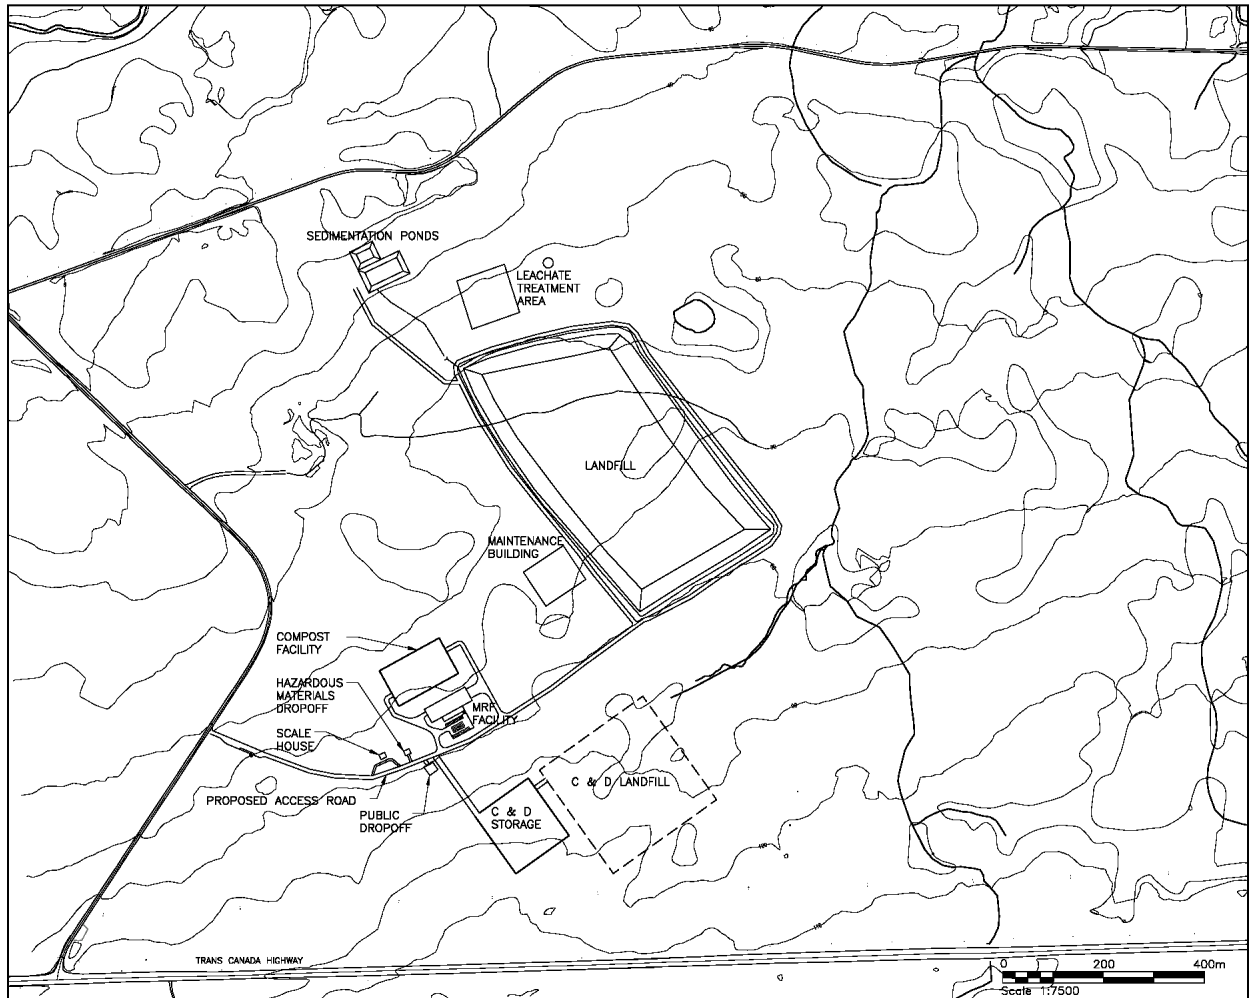 SEDIMENTATION PONDS
LEACHATE
TREATMENT
AREA
LANDFILL
MAINTENANCE
BUILDING
COMPOST
FACILITY
HAZARDOUS
MATERIALS
DROPOFF
MRF
FACILITY
SCALE
HOUSE
PROPOSED ACCESS ROAD
PUBLIC
DROPOFF
C & D
STORAGE
C & D LANDFILL
TRANS CANADA HIGHWAY
0 200 400m
Scale 1:7500